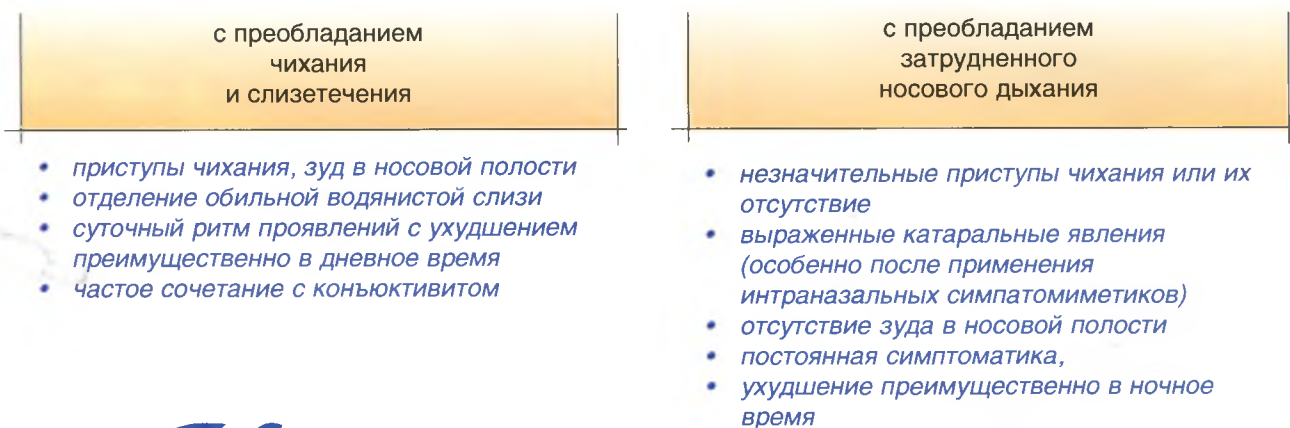 с преобладанием
чихания
и слизетечения
• приступы чихания, зуд в носовой полости
• отделение обильной водянистой слизи
• суточный ритм проявлений с ухудшением
преимущественно в дневное время
• частое сочетание с конъюктивитом
с преобладанием
затрудненного
носового дыхания
• незначительные приступы чихания или их
отсутствие
• выраженные катаральные явления
(особенно после применения
интраназальных симпатомиметиков)
• отсутствие зуда в носовой полости
• постоянная симптоматика,
• ухудшение преимущественно в ночное
время